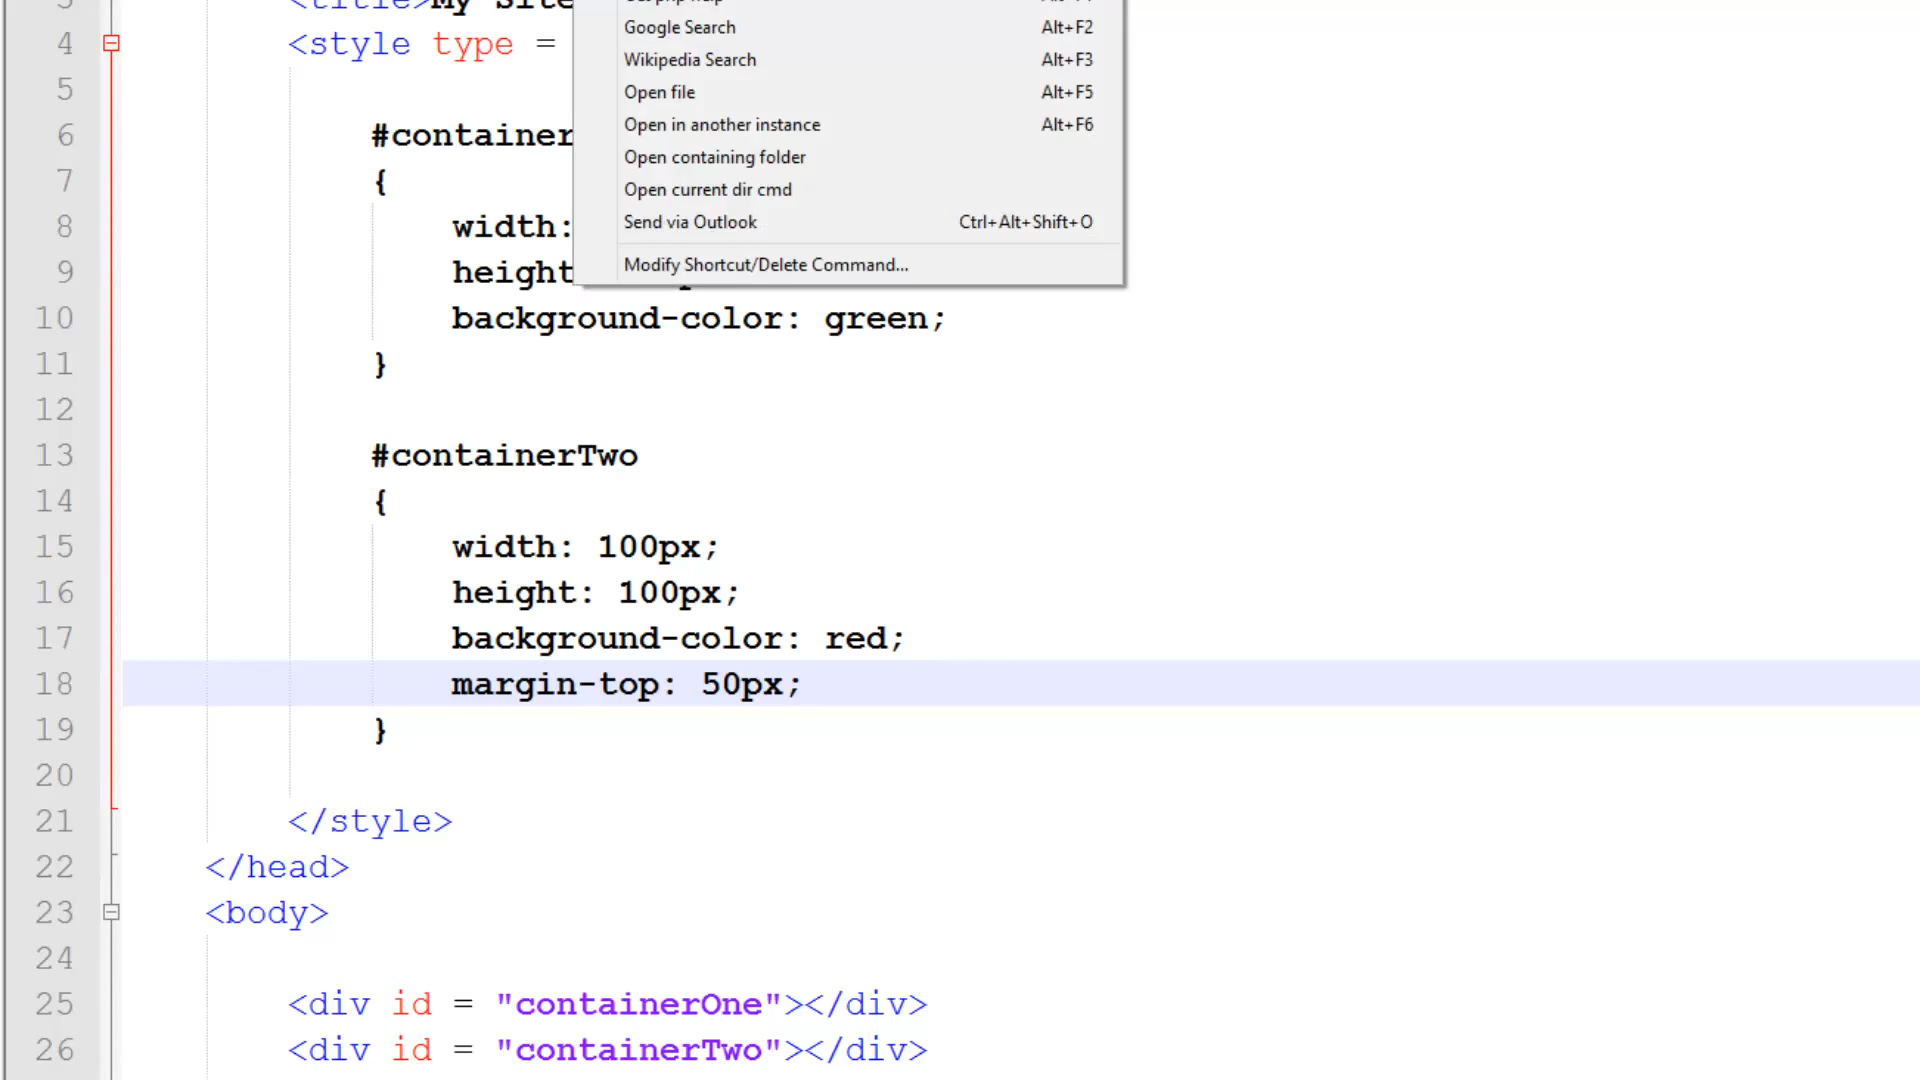 3 <title>My Site
4 <style type =
5
6 #container
7 {
8 width:
9 height
10 background-color: green;
11 }
12
13 #containerTwo
14 {
15 width: 100px;
16 height: 100px;
17 background-color: red;
18 margin-top: 50px;
19 }
20
21 </style>
22 </head>
23 <body>
24
25 <div id = "containerOne"></div>
26 <div id = "containerTwo"></div>
Google Search Alt+F2
Wikipedia Search Alt+F3
Open file Alt+F5
Open in another instance Alt+F6
Open containing folder
Open current dir cmd
Send via Outlook Ctrl+Alt+Shift+O
Modify Shortcut/Delete Command...